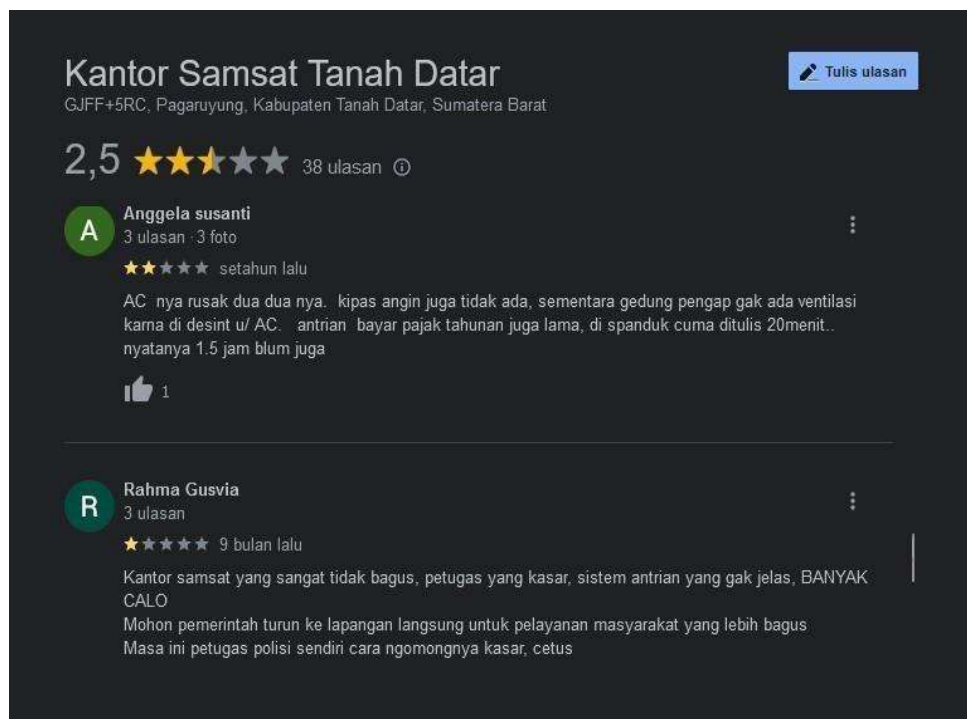 Kantor Samsat Tanah Datar
Tulis ulasan
GJFF+5RC, Pagaruyung, Kabupaten Tanah Datar, Sumatera Barat
2,5 38 ulasan
A
Anggela susanti
3 ulasan · 3 foto
setahun lalu
AC nya rusak dua dua nya. kipas angin juga tidak ada, sementara gedung pengap gak ada ventilasi
karna di desint u/ AC. antrian bayar pajak tahunan juga lama, di spanduk cuma ditulis 20menit..
nyatanya 1.5 jam blum juga
1
R
Rahma Gusvia
3 ulasan
9 bulan lalu
Kantor samsat yang sangat tidak bagus, petugas yang kasar, sistem antrian yang gak jelas, BANYAK
CALO
Mohon pemerintah turun ke lapangan langsung untuk pelayanan masyarakat yang lebih bagus
Masa ini petugas polisi sendiri cara ngomongnya kasar, cetus